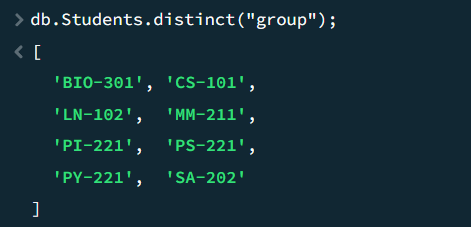 > db.Students.distinct("group");
< [
'BIO-301', 'CS-101',
'LN-102', 'MM-211',
'PI-221', 'PS-221',
'PY-221', 'SA-202'
]